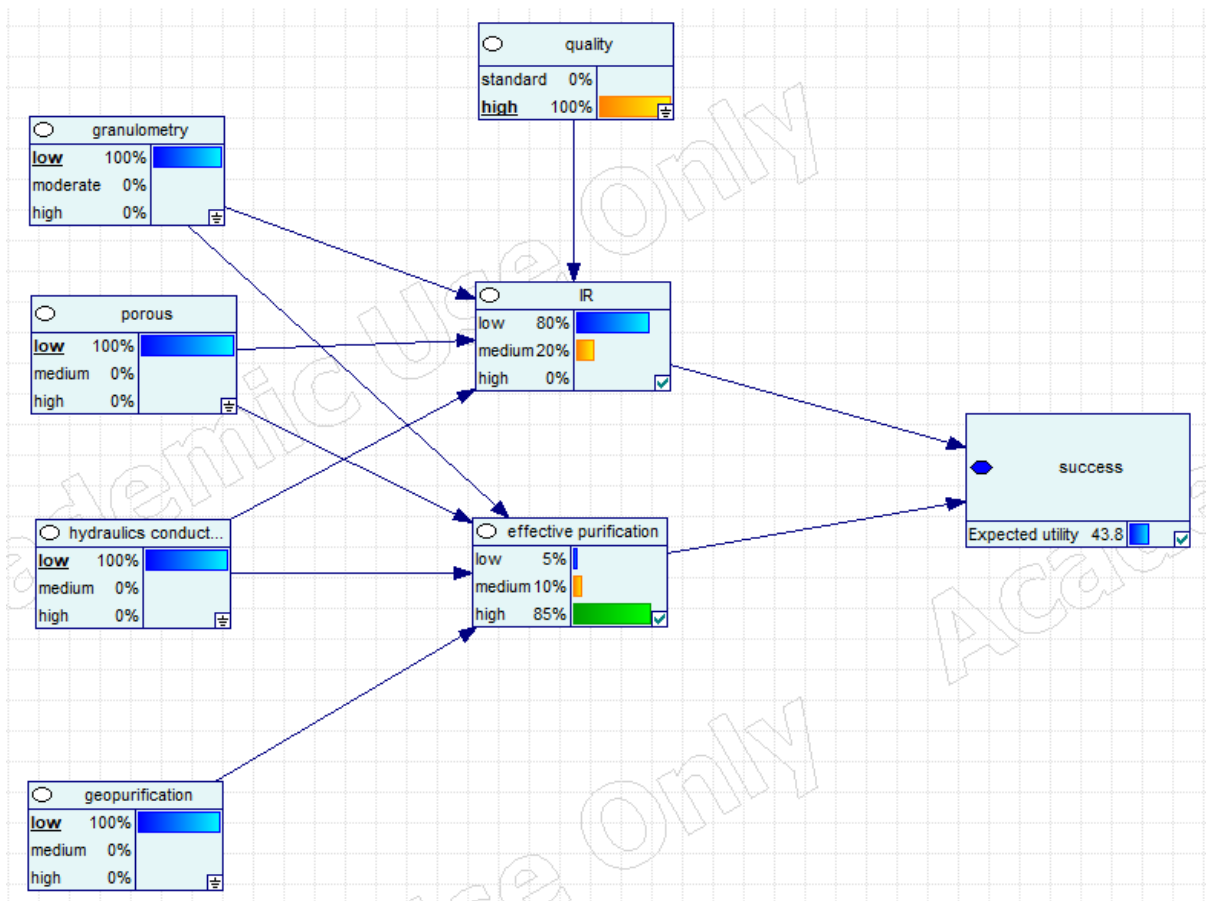 quality
standard 0%
high 100%
granulometry
low 100%
moderate 0%
high 0%
porous
low 100%
medium 0%
high 0%
IR
low 80%
medium 20%
high 0%
success
Expected utility 43.8
hydraulics conduct...
low 100%
medium 0%
high 0%
effective purification
low 5%
medium 10%
high 85%
geopurification
low 100%
medium 0%
high 0%
ademic Use Only
Acad
Use Only